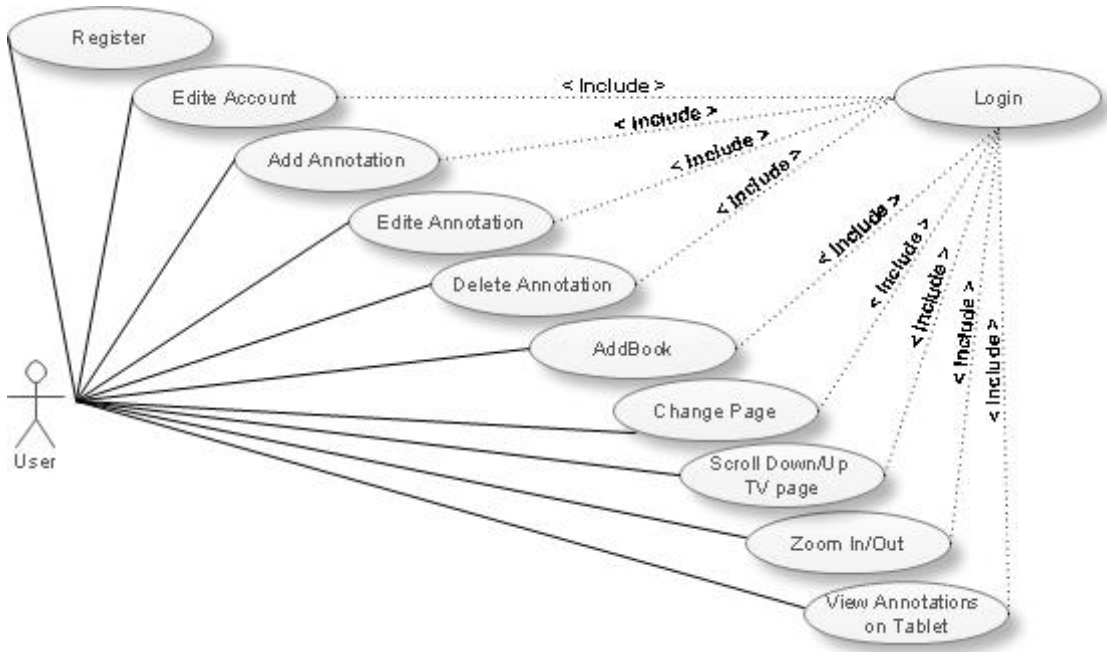 Register
Edite Account
< Include >
Login
Add Annotation
< Include >
Edite Annotation
< Include >
Delete Annotation
< Include >
AddBook
< Include >
Change Page
< Include >
Scroll Down/Up
TV page
< Include >
Zoom In/Out
< Include >
View Annotations
on Tablet
< Include >
User